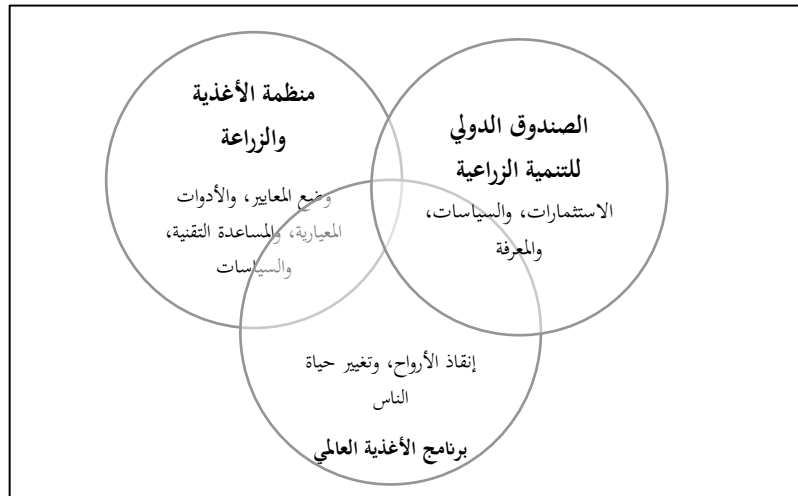 منظمة الأغذية
والزراعة
وضع المعايير، والأدوات
المعيارية، والمساعدة التقنية،
والسياسات
الصندوق الدولي
للتنمية الزراعية
الاستثمارات، والسياسات،
والمعرفة
إنقاذ الأرواح، وتغيير حياة
الناس
برنامج الأغذية العالمي